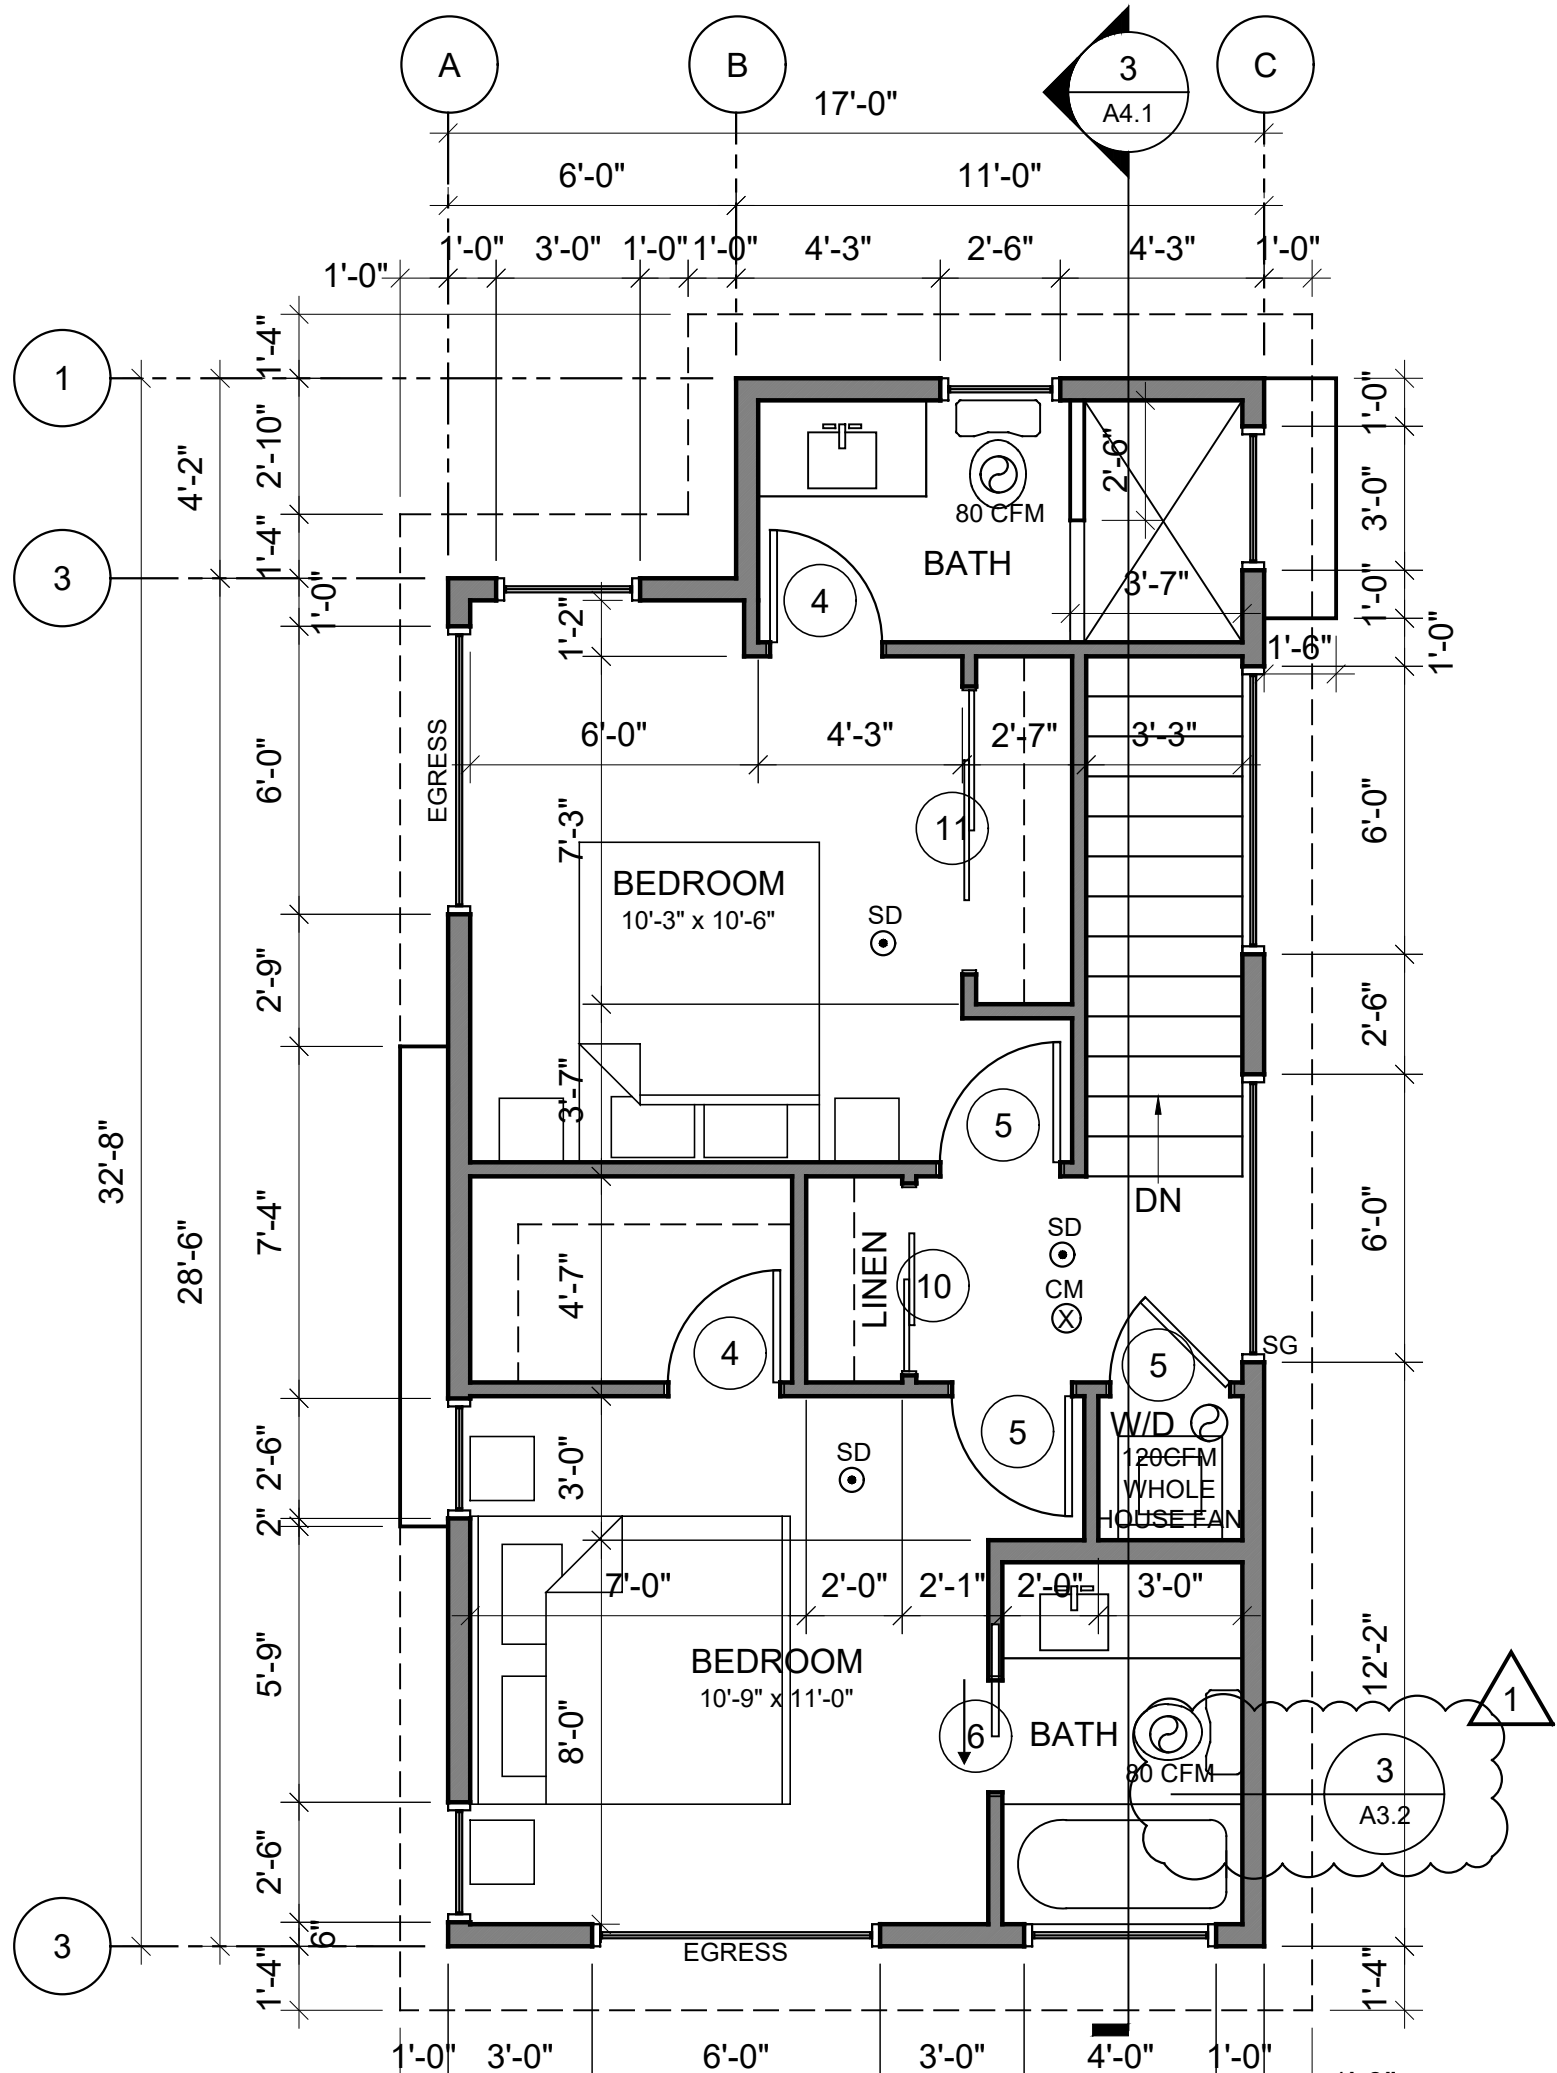 A
B
C
3
A4.1
17'-0"
6'-0"
11'-0"
1'-0"
1'-0"
3'-0"
1'-0"
1'-0"
4'-3"
2'-6"
4'-3"
1'-0"
1
3
3
32'-8"
4'-2"
28'-6"
1'-4"
2'-10"
1'-4"
1'-0"
6'-0"
2'-9"
7'-4"
2'-6"
2"
5'-9"
2'-6"
6"
1'-4"
80 CFM
BATH
4
2'-6"
3'-7"
1'-0"
3'-0"
1'-0"
1'-6"
1'-0"
EGRESS
1'-2"
6'-0"
4'-3"
2'-7"
3'-3"
7'-3"
11
BEDROOM
10'-3" x 10'-6"
SD
6'-0"
2'-6"
3'-7"
5
DN
6'-0"
4'-7"
4
LINEN
10
SD
CM
X
SG
5
5
W/D
120CFM
WHOLE
HOUSE FAN
3'-0"
SD
7'-0"
2'-0"
2'-1"
2'-0"
3'-0"
12'-2"
BEDROOM
10'-9" x 11'-0"
8'-0"
6
BATH
80 CFM
1
3
A3.2
EGRESS
1'-4"
1'-0"
3'-0"
6'-0"
3'-0"
4'-0"
1'-0"